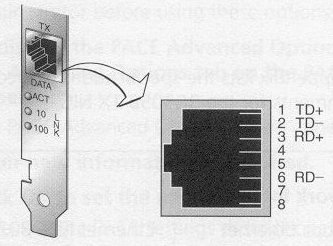 TX
DATA
ACT
10
100
LNK
1 TD+
2 TD–
3 RD+
4
5
6 RD–
7
8